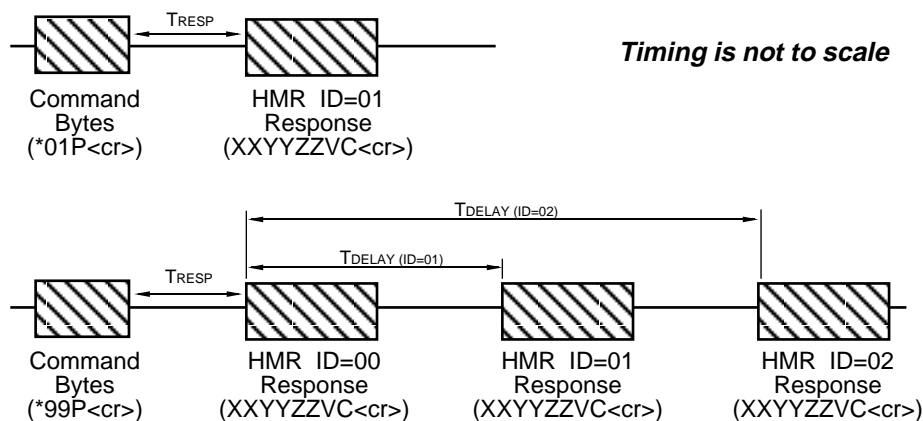 TRESP
Timing is not to scale
Command
Bytes
(*01P<cr>)
HMR ID=01
Response
(XXYYZZVC<cr>)
TDELAY (ID=02)
TRESP
TDELAY (ID=01)
Command
Bytes
(*99P<cr>)
HMR ID=00
Response
(XXYYZZVC<cr>)
HMR ID=01
Response
(XXYYZZVC<cr>)
HMR ID=02
Response
(XXYYZZVC<cr>)